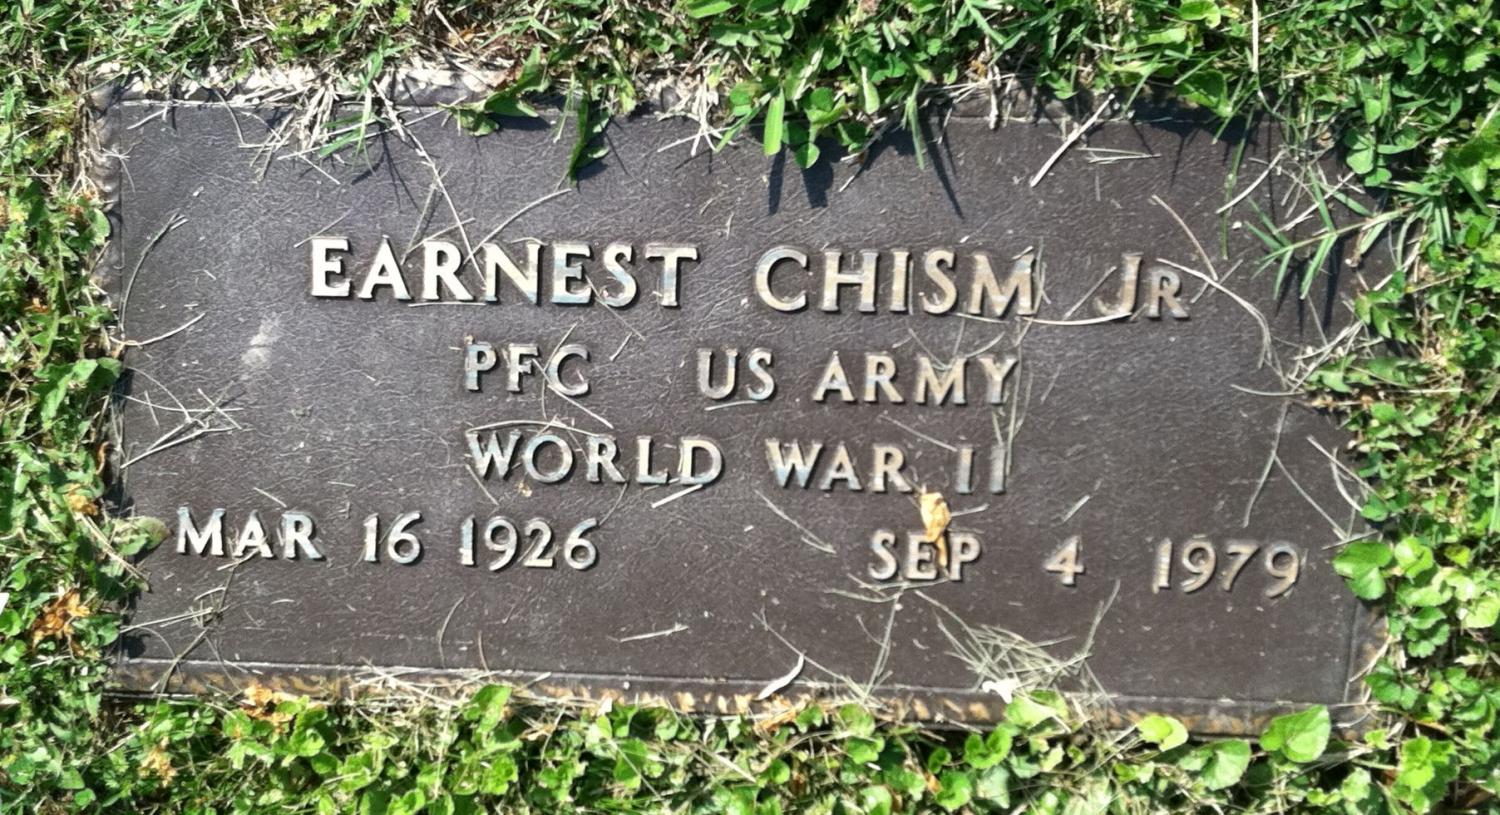 EARNEST CHISM JR
PFC US ARMY
WORLD WAR II
MAR 16 1926 SEP 4 1979